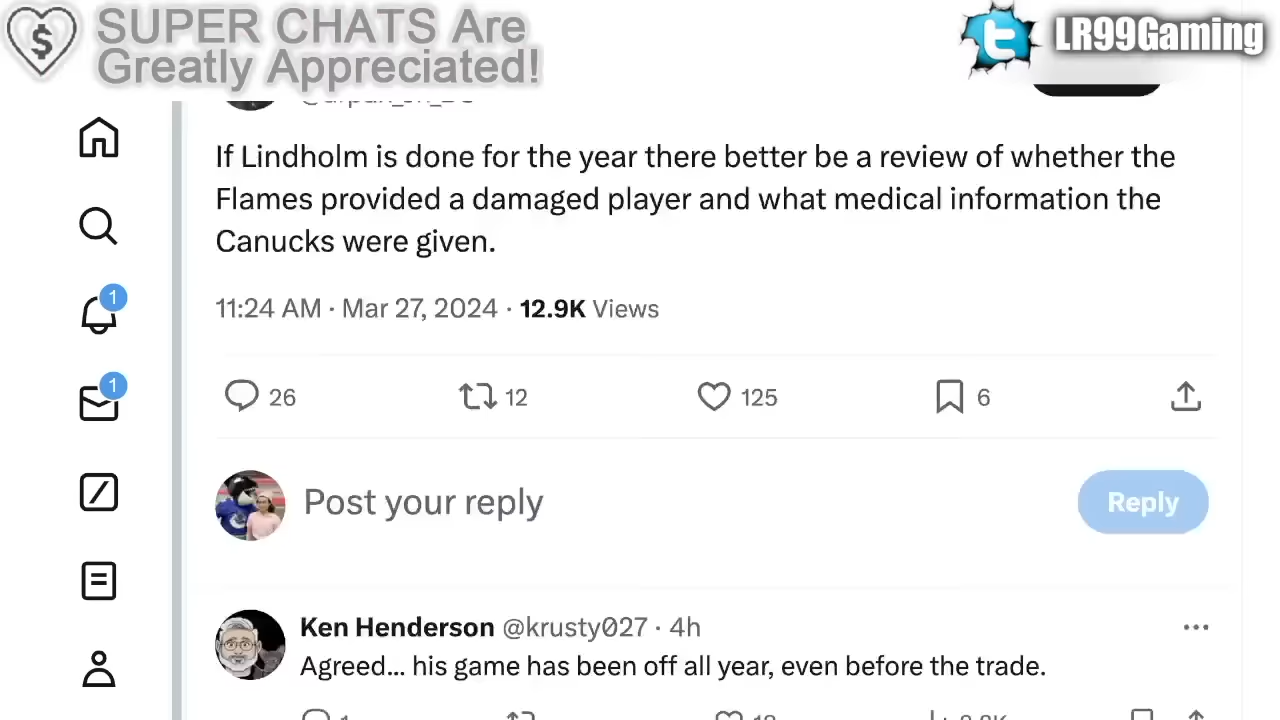 SUPER CHATS Are
Greatly Appreciated!
LR99Gaming
If Lindholm is done for the year there better be a review of whether the
Flames provided a damaged player and what medical information the
Canucks were given.
11:24 AM · Mar 27, 2024 · 12.9K Views
1
1
26
12
125
6
Post your reply
Reply
Ken Henderson @krusty027 · 4h
Agreed... his game has been off all year, even before the trade.